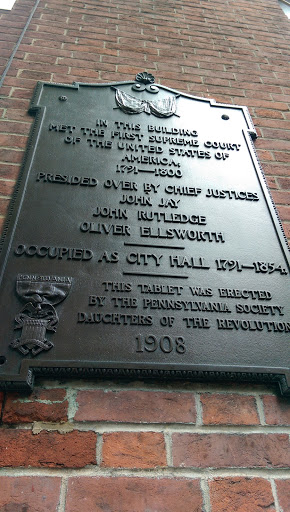 IN THIS BUILDING
MET THE FIRST SUPREME COURT
OF THE UNITED STATES OF
AMERICA
1791–1800
PRESIDED OVER BY CHIEF JUSTICES
JOHN JAY
JOHN RUTLEDGE
OLIVER ELLSWORTH
OCCUPIED AS CITY HALL 1791–1854
THIS TABLET WAS ERECTED
BY THE PENNSYLVANIA SOCIETY
DAUGHTERS OF THE REVOLUTION
1908